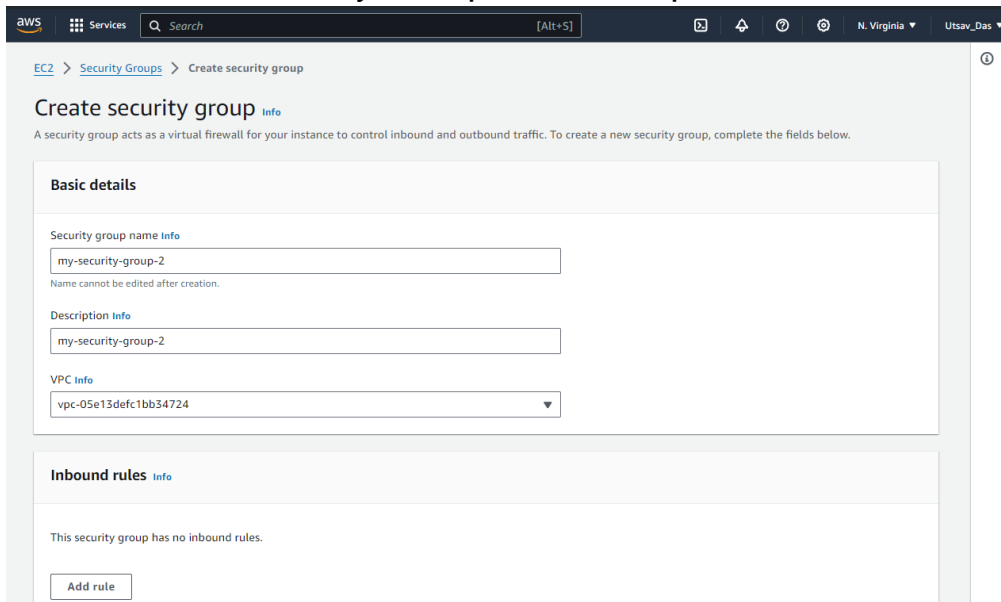 aws Services Search [Alt+S] N. Virginia Utsav_Das
EC2 > Security Groups > Create security group
Create security group Info
A security group acts as a virtual firewall for your instance to control inbound and outbound traffic. To create a new security group, complete the fields below.
Basic details
Security group name Info
my-security-group-2
Name cannot be edited after creation.
Description Info
my-security-group-2
VPC Info
vpc-05e13defc1bb34724
Inbound rules Info
This security group has no inbound rules.
Add rule